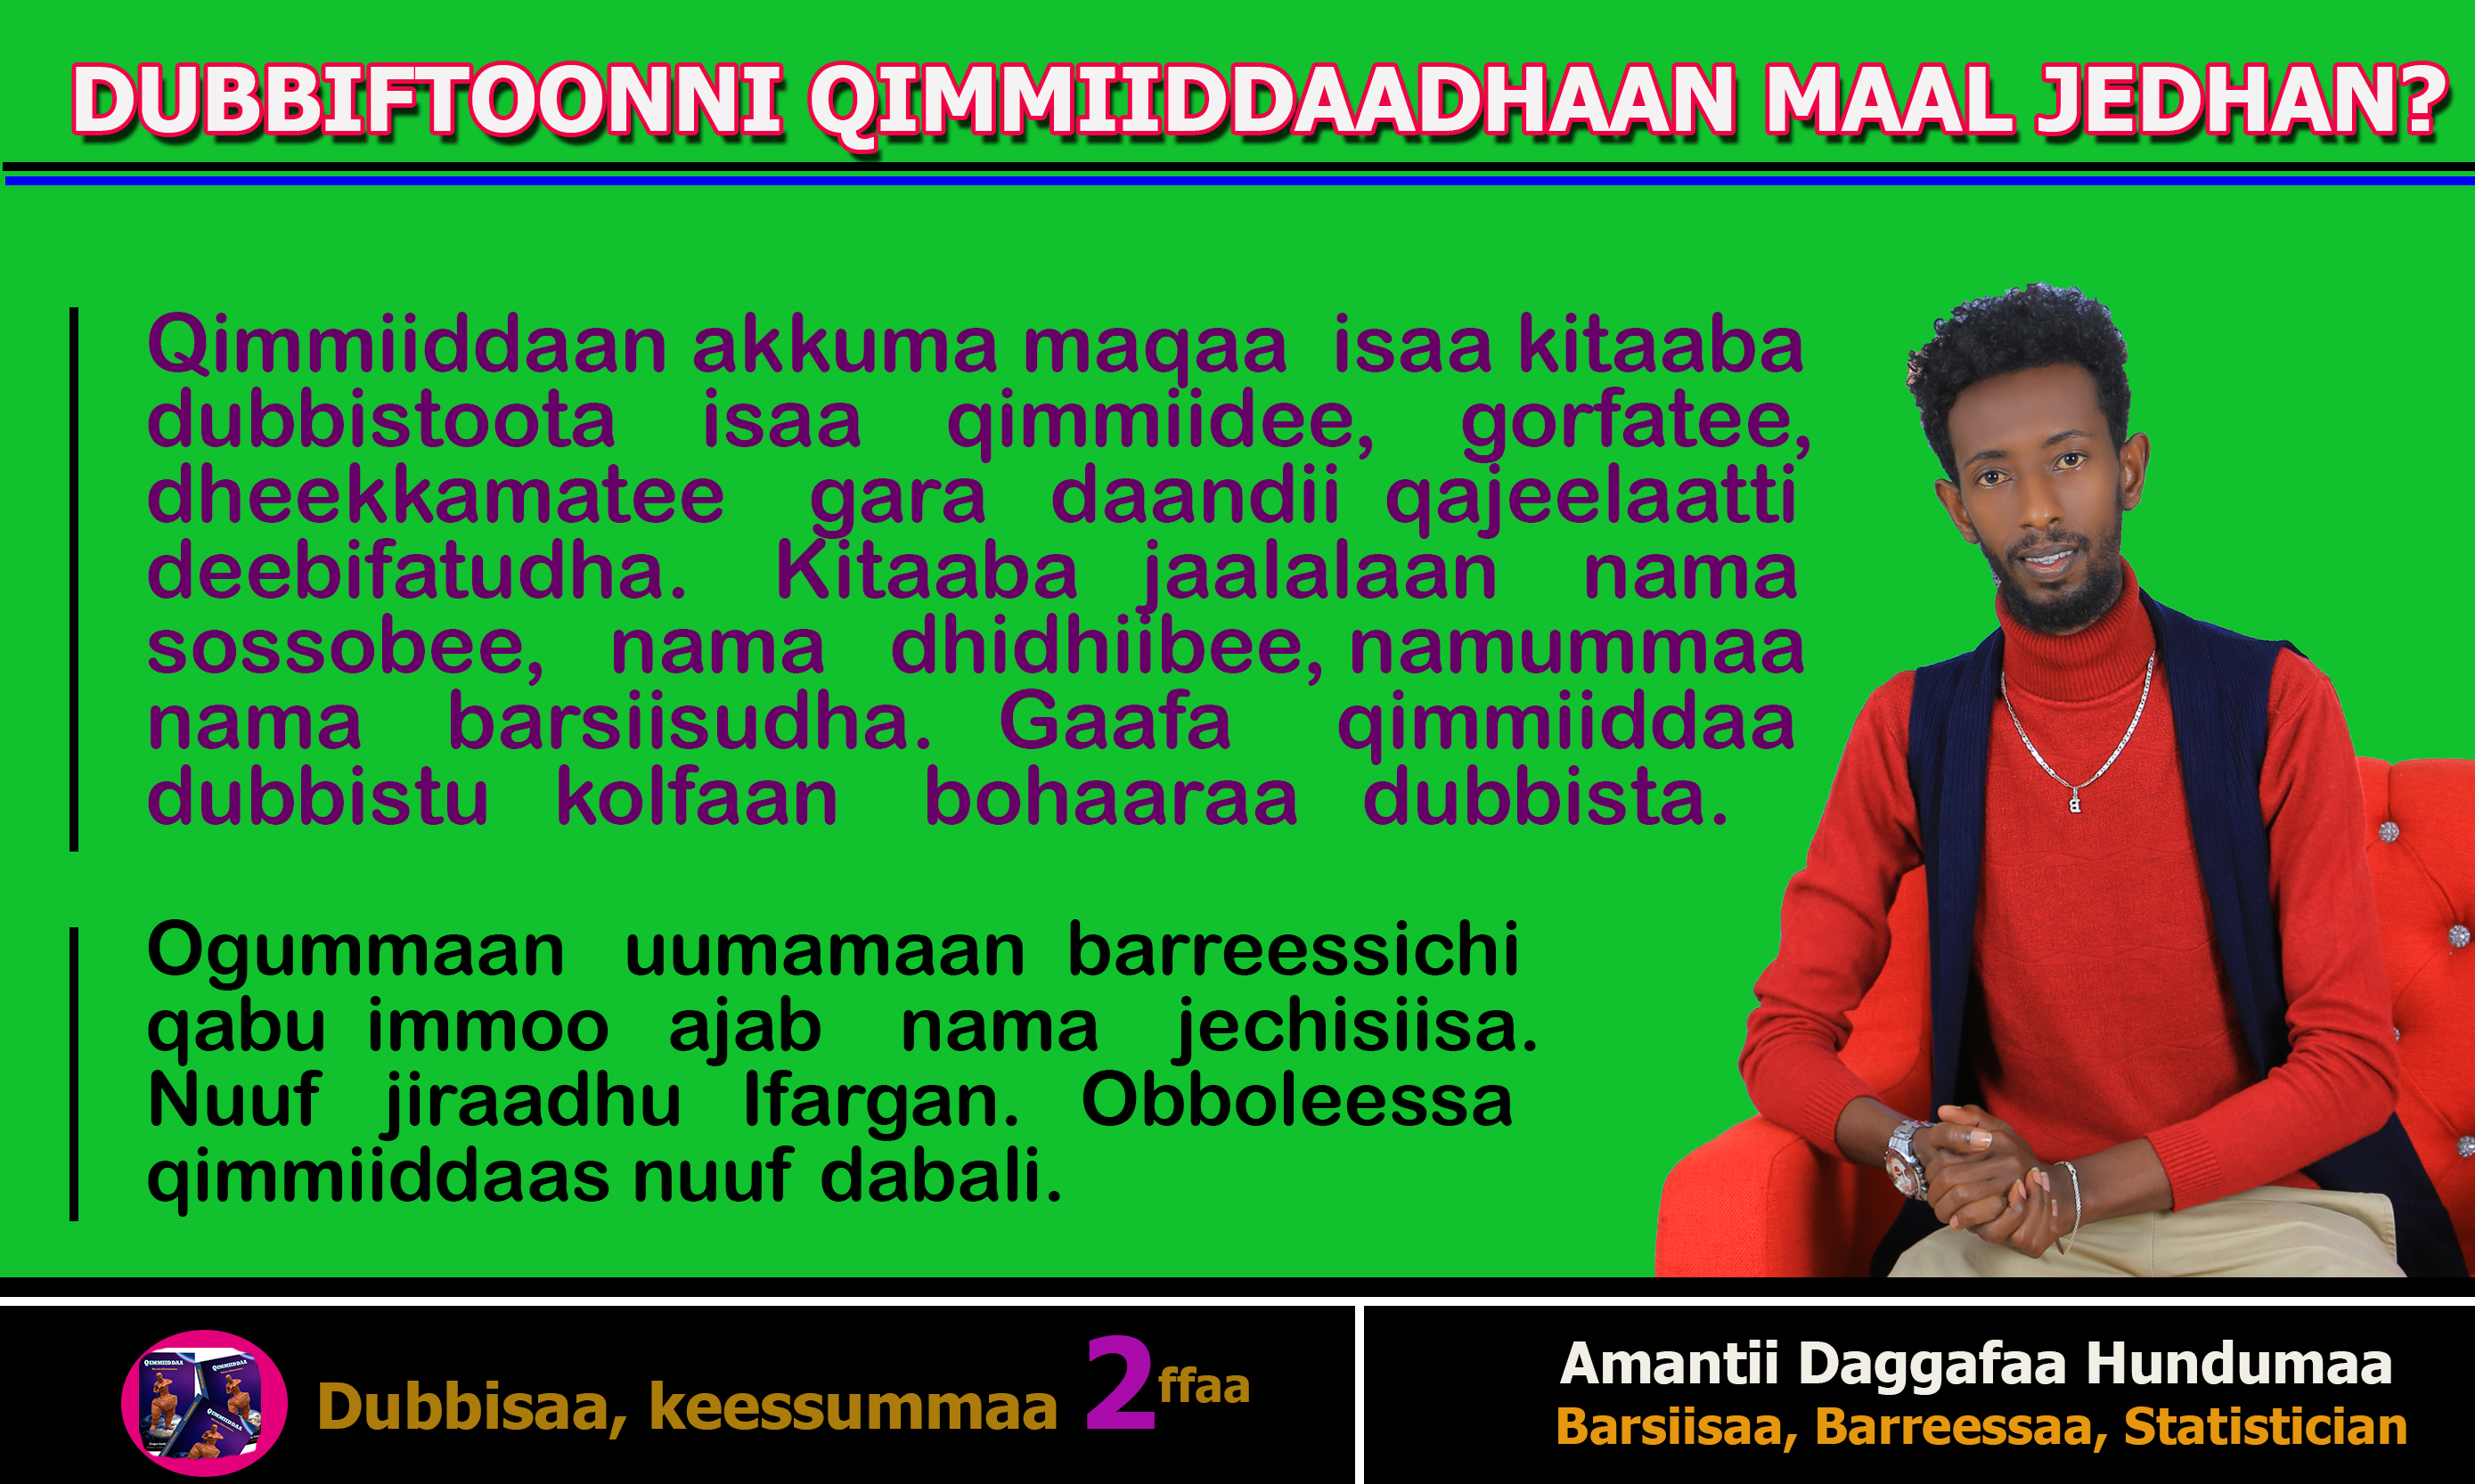 DUBBIFTOONNI QIMMIIDDAADHAAN MAAL JEDHAN?
Qimmiiddaan akkuma maqaa isaa kitaaba
dubbistoota isaa qimmiidee, gorfatee,
dheekkamatee gara daandii qajeelaatti
deebifatudha. Kitaaba jaalalaan nama
sossobee, nama dhidhiibee, namummaa
nama barsiisudha. Gaafa qimmiiddaa
dubbistu kolfaan bohaaraa dubbista.
Ogummaan uumamaan barreessichi
qabu immoo ajab nama jechisiisa.
Nuuf jiraadhu Ifargan. Obboleessa
qimmiiddaas nuuf dabali.
QIMMIIDDAA
QIMMIIDDAA
QIMMIIDDAA
Dubbisaa, keessummaa 2ffaa
Amantii Daggafaa Hundumaa
Barsiisaa, Barreessaa, Statistician